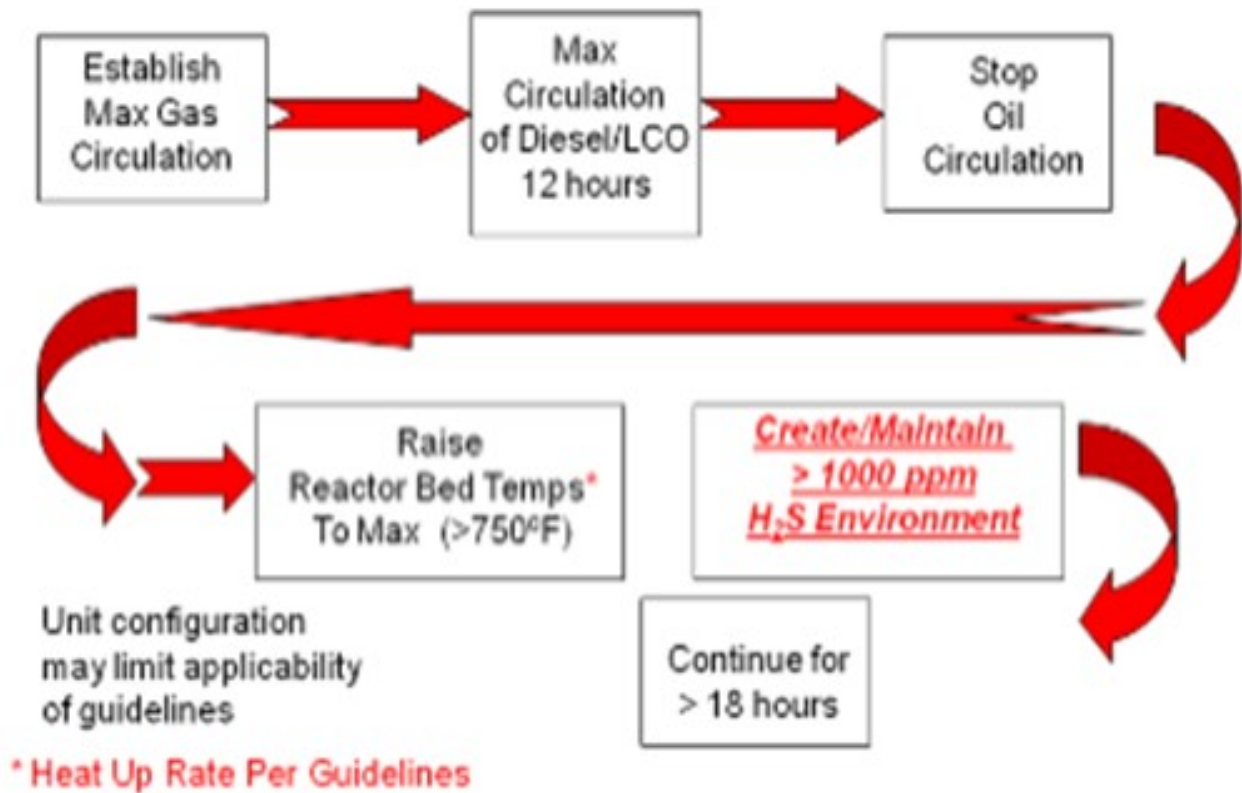 Establish
Max Gas
Circulation
Max
Circulation
of Diesel/LCO
12 hours
Stop
Oil
Circulation
Raise
Reactor Bed Temps*
To Max (>750°F)
Create/Maintain
> 1000 ppm
H₂S Environment
Continue for
> 18 hours
Unit configuration
may limit applicability
of guidelines
* Heat Up Rate Per Guidelines